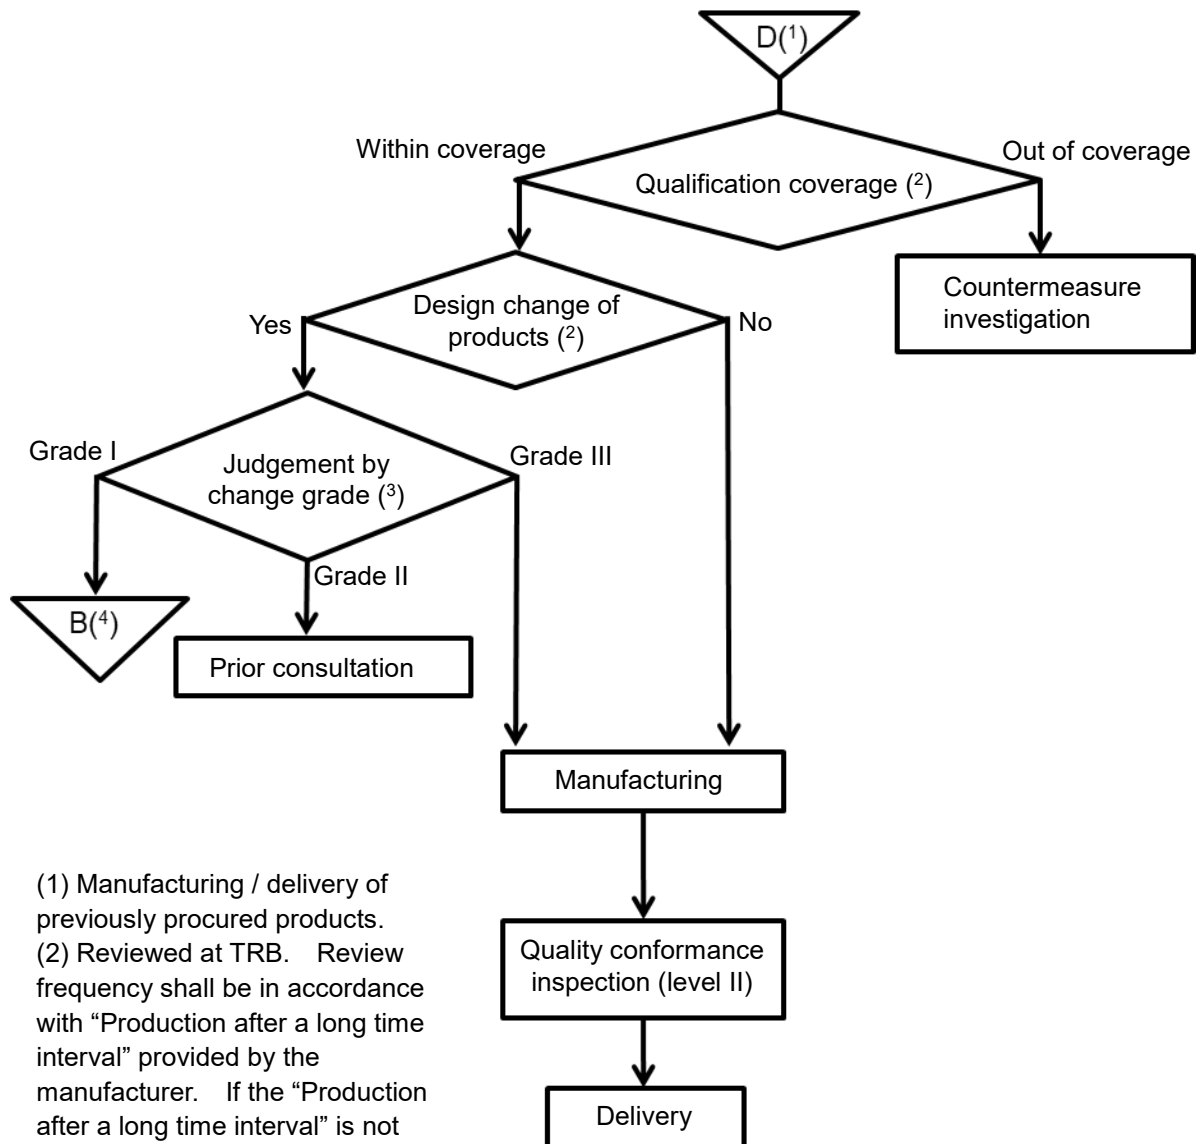 D(¹)
Within coverage
Out of coverage
Qualification coverage (²)
Countermeasure
investigation
Design change of
products (²)
Yes
No
Grade I
Judgement by
change grade (³)
Grade III
Grade II
B(⁴)
Prior consultation
Manufacturing
(1) Manufacturing / delivery of
previously procured products.
(2) Reviewed at TRB. Review
frequency shall be in accordance
with “Production after a long time
interval” provided by the
manufacturer. If the “Production
after a long time interval” is not
Quality conformance
inspection (level II)
Delivery